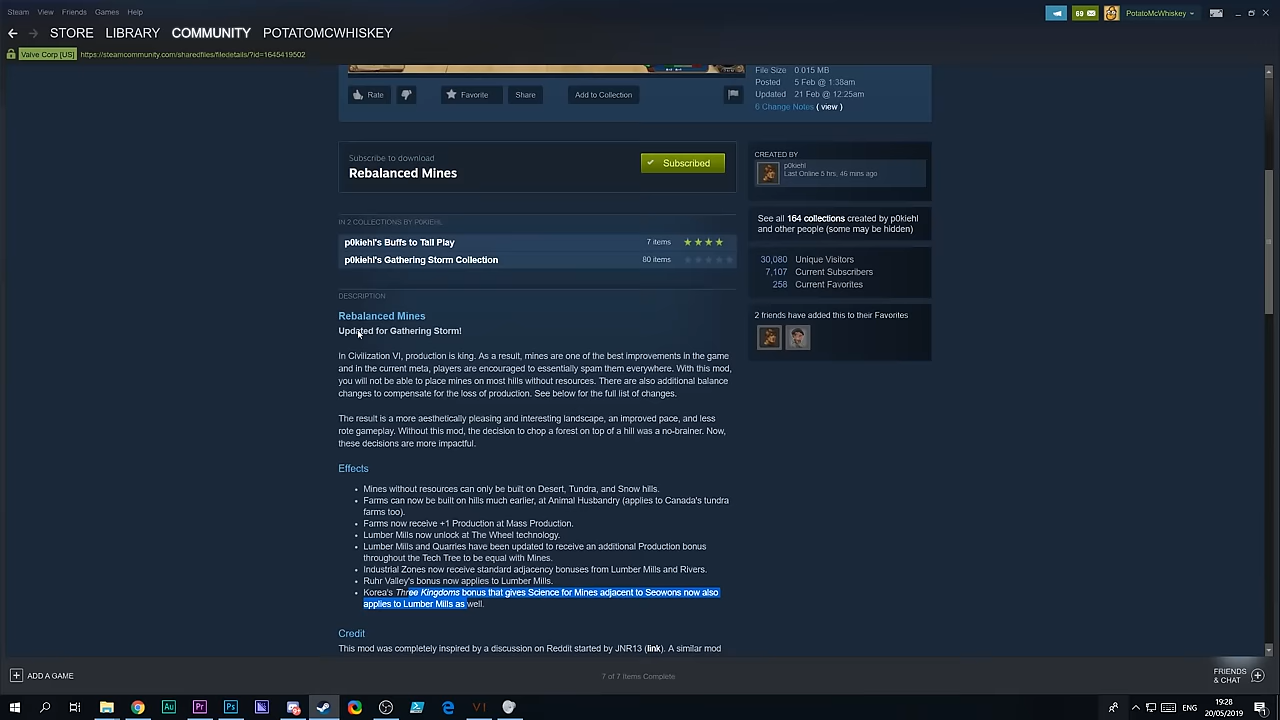 Steam View Friends Games Help
69
PotatoMcWhiskey
STORE LIBRARY COMMUNITY POTATOMCWHISKEY
Valve Corp [US] https://steamcommunity.com/sharedfiles/filedetails/?id=1645419502
File Size 0.015 MB
Posted 5 Feb @ 1:38am
Updated 21 Feb @ 12:25am
6 Change Notes ( view )
Rate Favorite Share Add to Collection
Subscribe to download
Rebalanced Mines
Subscribed
CREATED BY
p0kiehl
Last Online 5 hrs, 46 mins ago
IN 2 COLLECTIONS BY P0KIEHL
p0kiehl's Buffs to Tall Play 7 items
p0kiehl's Gathering Storm Collection 80 items
See all 164 collections created by p0kiehl
and other people (some may be hidden)
30,080 Unique Visitors
7,107 Current Subscribers
258 Current Favorites
2 friends have added this to their Favorites
DESCRIPTION
Rebalanced Mines
Updated for Gathering Storm!
In Civilization VI, production is king. As a result, mines are one of the best improvements in the game
and in the current meta, players are encouraged to essentially spam them everywhere. With this mod,
you will not be able to place mines on most hills without resources. There are also additional balance
changes to compensate for the loss of production. See below for the full list of changes.
The result is a more aesthetically pleasing and interesting landscape, an improved pace, and less
rote gameplay. Without this mod, the decision to chop a forest on top of a hill was a no-brainer. Now,
these decisions are more impactful.
Effects
• Mines without resources can only be built on Desert, Tundra, and Snow hills.
• Farms can now be built on hills much earlier, at Animal Husbandry (applies to Canada's tundra
farms too).
• Farms now receive +1 Production at Mass Production.
• Lumber Mills now unlock at The Wheel technology.
• Lumber Mills and Quarries have been updated to receive an additional Production bonus
throughout the Tech Tree to be equal with Mines.
• Industrial Zones now receive standard adjacency bonuses from Lumber Mills and Rivers.
• Ruhr Valley's bonus now applies to Lumber Mills.
• Korea's Three Kingdoms bonus that gives Science for Mines adjacent to Seowons now also
applies to Lumber Mills as well.
Credit
This mod was completely inspired by a discussion on Reddit started by JNR13 (link). A similar mod
ADD A GAME
7 of 7 Items Complete
FRIENDS
& CHAT
Au Pr Ps VI
19:28
20/05/2019